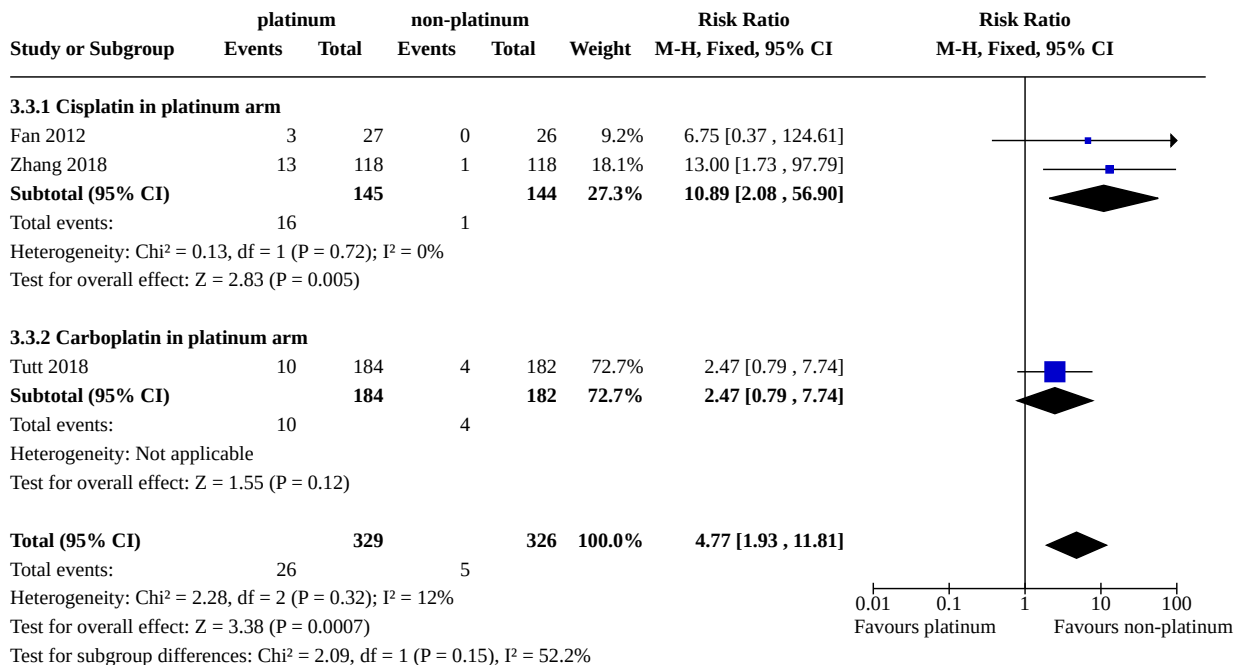 platinum non-platinum Risk Ratio Risk Ratio
Study or Subgroup Events Total Events Total Weight M-H, Fixed, 95% CI M-H, Fixed, 95% CI
3.3.1 Cisplatin in platinum arm
Fan 2012 3 27 0 26 9.2% 6.75 [0.37 , 124.61]
Zhang 2018 13 118 1 118 18.1% 13.00 [1.73 , 97.79]
Subtotal (95% CI) 145 144 27.3% 10.89 [2.08 , 56.90]
Total events: 16 1
Heterogeneity: Chi² = 0.13, df = 1 (P = 0.72); I² = 0%
Test for overall effect: Z = 2.83 (P = 0.005)
3.3.2 Carboplatin in platinum arm
Tutt 2018 10 184 4 182 72.7% 2.47 [0.79 , 7.74]
Subtotal (95% CI) 184 182 72.7% 2.47 [0.79 , 7.74]
Total events: 10 4
Heterogeneity: Not applicable
Test for overall effect: Z = 1.55 (P = 0.12)
Total (95% CI) 329 326 100.0% 4.77 [1.93 , 11.81]
Total events: 26 5
Heterogeneity: Chi² = 2.28, df = 2 (P = 0.32); I² = 12%
0.01 0.1 1 10 100
Test for overall effect: Z = 3.38 (P = 0.0007)
Favours platinum Favours non-platinum
Test for subgroup differences: Chi² = 2.09, df = 1 (P = 0.15), I² = 52.2%